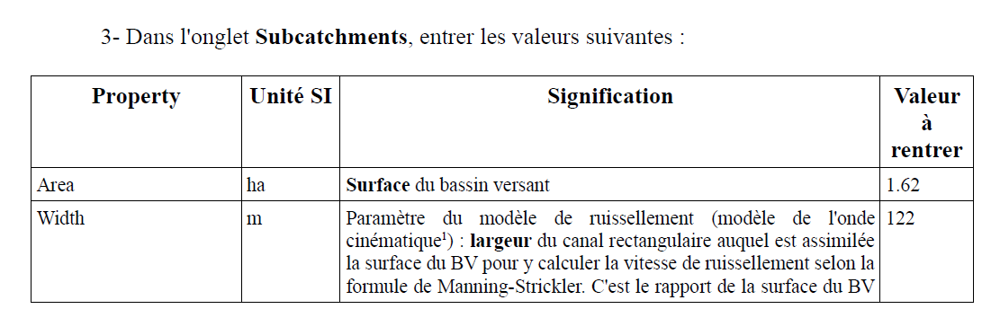 3- Dans l'onglet Subcatchments, entrer les valeurs suivantes :
Property Unité SI Signification Valeur
à
rentrer
Area ha Surface du bassin versant 1.62
Width m Paramètre du modèle de ruissellement (modèle de l'onde 122
cinématique¹) : largeur du canal rectangulaire auquel est assimilée
la surface du BV pour y calculer la vitesse de ruissellement selon la
formule de Manning-Strickler. C'est le rapport de la surface du BV